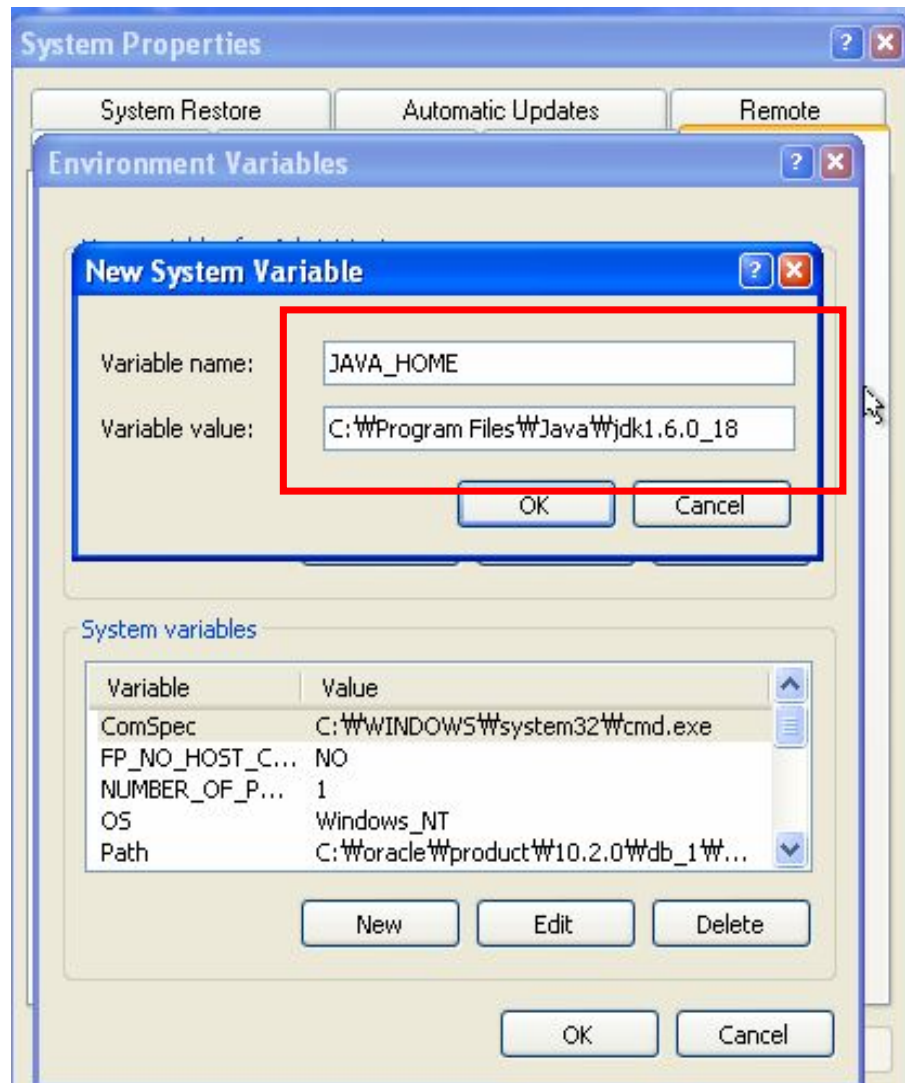 System Properties
System Restore
Automatic Updates
Remote
Environment Variables
New System Variable
Variable name:
JAVA_HOME
Variable value:
C:₩Program Files₩Java₩jdk1.6.0_18
OK
Cancel
System variables
Variable Value
ComSpec C:₩WINDOWS₩system32₩cmd.exe
FP_NO_HOST_C... NO
NUMBER_OF_P... 1
OS Windows_NT
Path C:₩oracle₩product₩10.2.0₩db_1₩...
New
Edit
Delete
OK
Cancel